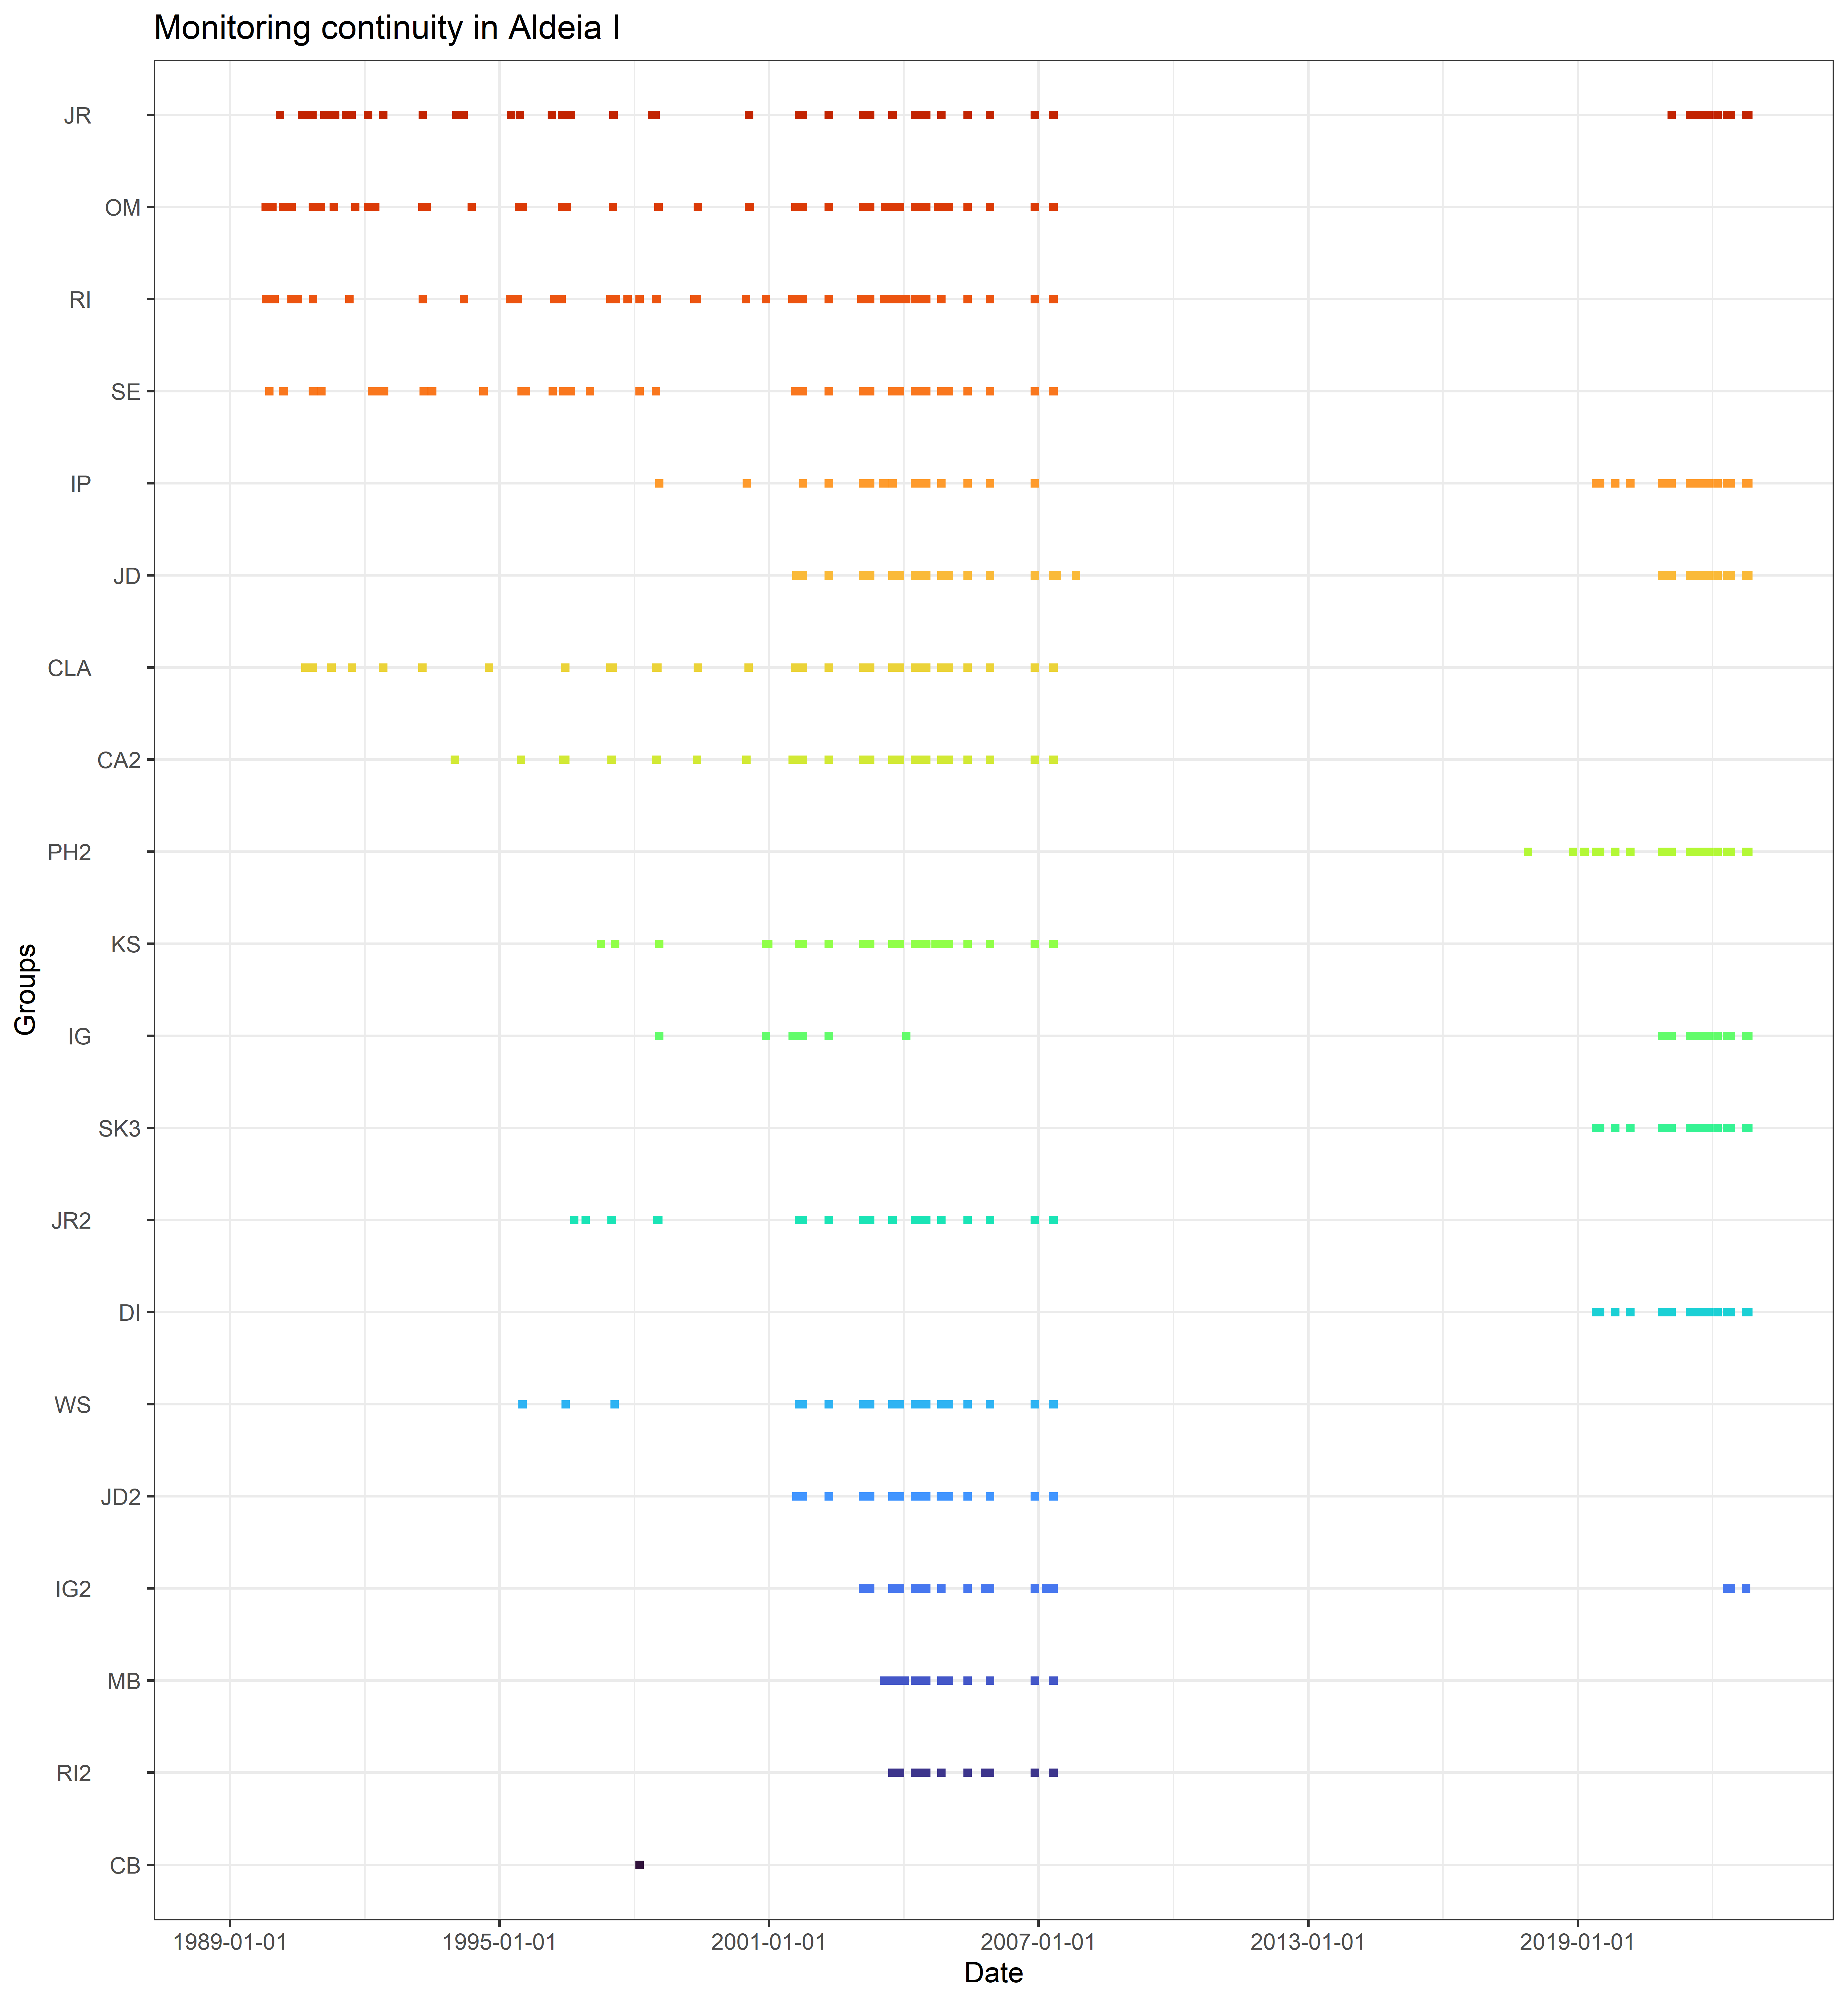 Monitoring continuity in Aldeia I
JR
OM
RI
SE
IP
JD
CLA
CA2
PH2
KS
IG
SK3
JR2
DI
WS
JD2
IG2
MB
RI2
CB
Groups
1989-01-01
1995-01-01
2001-01-01
2007-01-01
2013-01-01
2019-01-01
Date